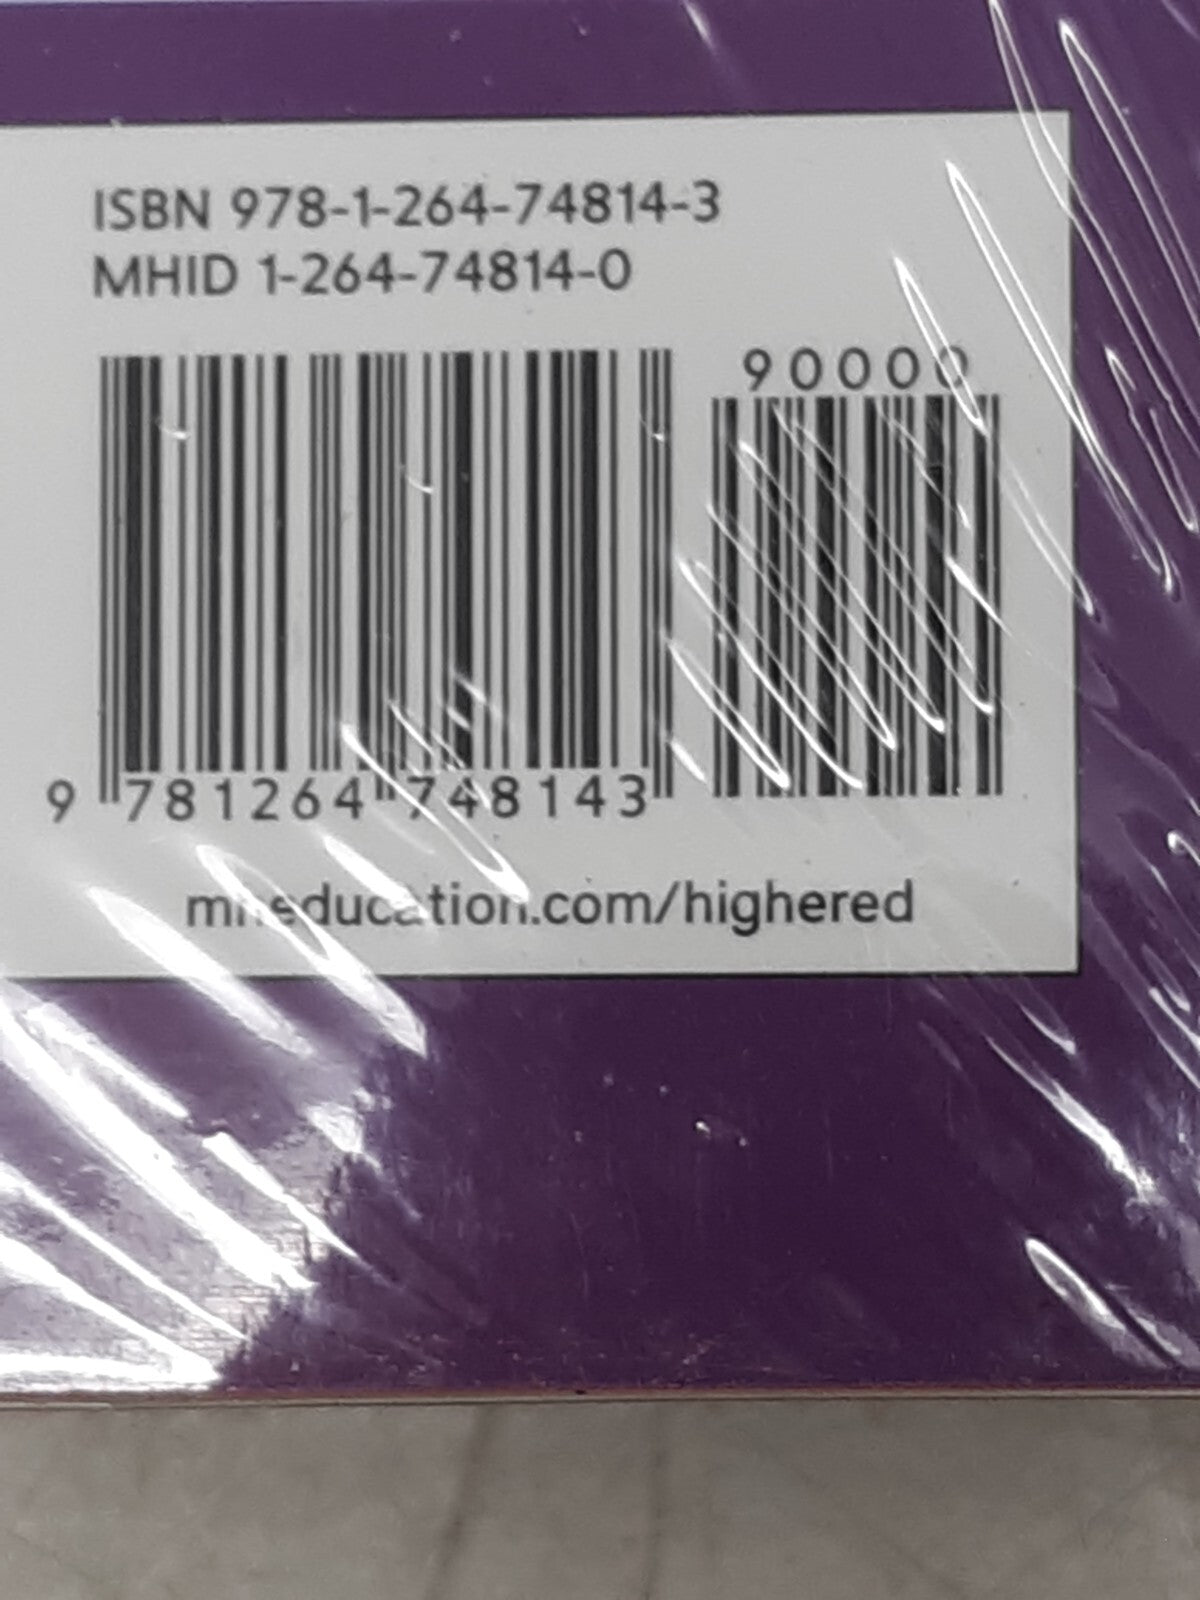 ISBN 978-1-264-74814-3
MHID 1-264-74814-0
90000
9 781264 748143
mheducation.com/highered